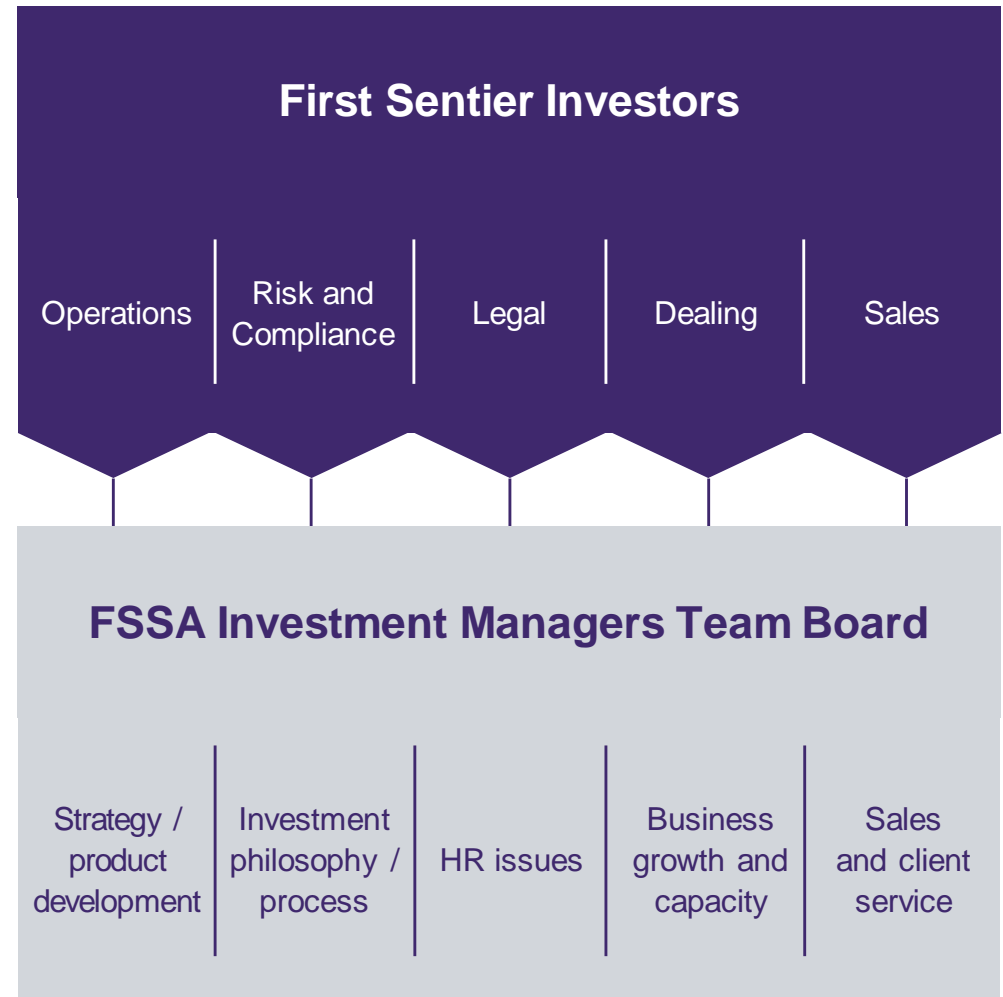 First Sentier Investors
Operations
Risk and
Compliance
Legal
Dealing
Sales
FSSA Investment Managers Team Board
Strategy /
product
development
Investment
philosophy /
process
HR issues
Business
growth and
capacity
Sales
and client
service